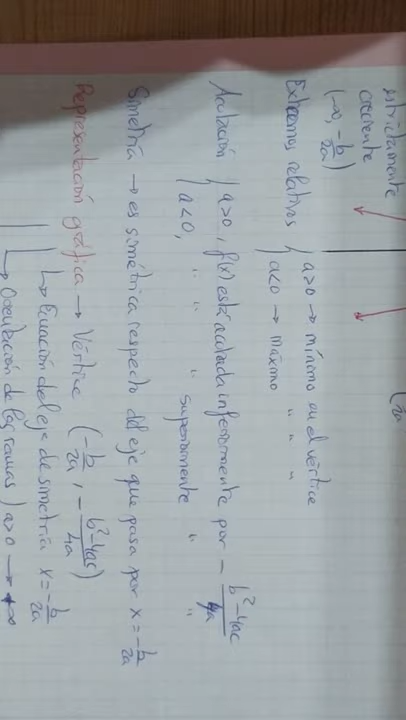 estrictamente
creciente
(-∞, -b/2a)
(2a
Extremos relativos { a>0 → mínimo en el vértice
a<0 → máximo " " "
Acotación { a>0, f(x) está acotada inferiormente por - b²-4ac/4a
a<0, " " " superiormente " "
Simetría → es simétrica respecto del eje que pasa por x = -b/2a
Representación gráfica → Vértice (-b/2a, - b²-4ac/4a)
↳ Ecuación del eje de simetría x = -b/2a
↳ Orientación de las ramas } a>0 →